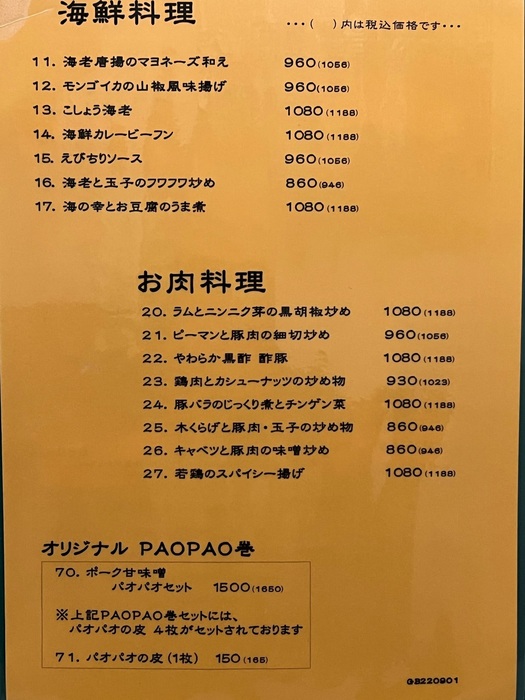 海鮮料理
・・・(　)内は税込価格です・・・
11. 海老唐揚のマヨネーズ和え 960(1056)
12. モンゴイカの山椒風味揚げ 960(1056)
13. こしょう海老 1080(1188)
14. 海鮮カレービーフン 1080(1188)
15. えびちりソース 960(1056)
16. 海老と玉子のフワフワ炒め 860(946)
17. 海の幸とお豆腐のうま煮 1080(1188)
お肉料理
20. ラムとニンニク芽の黒胡椒炒め 1080(1188)
21. ピーマンと豚肉の細切炒め 960(1056)
22. やわらか黒酢 酢豚 1080(1188)
23. 鶏肉とカシューナッツの炒め物 930(1023)
24. 豚バラのじっくり煮とチンゲン菜 1080(1188)
25. 木くらげと豚肉・玉子の炒め物 860(946)
26. キャベツと豚肉の味噌炒め 860(946)
27. 若鶏のスパイシー揚げ 1080(1188)
オリジナル PAOPAO巻
70. ポーク甘味噌
パオパオセット 1500(1650)
※上記PAOPAO巻セットには、
パオパオの皮 4枚がセットされております
71. パオパオの皮(1枚) 150(165)
GB220901